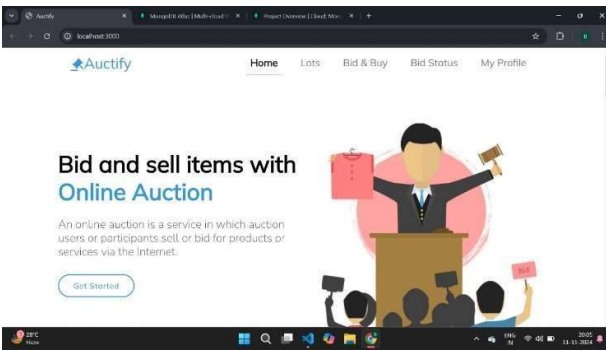 Auctify
MongoDB Atlas | Multi-cloud
Project Overview | Cloud: Mon
localhost:3000
Auctify
Home
Lots
Bid & Buy
Bid Status
My Profile
Bid and sell items with
Online Auction
An online auction is a service in which auction
users or participants sell or bid for products or
services via the Internet.
Get Started
Bid
28°C
Haze
ENG
IN
20:05
11-11-2024